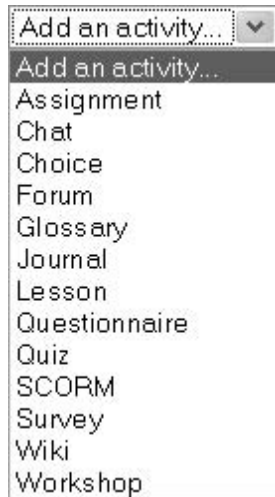 Add an activity...
Add an activity...
Assignment
Chat
Choice
Forum
Glossary
Journal
Lesson
Questionnaire
Quiz
SCORM
Survey
Wiki
Workshop